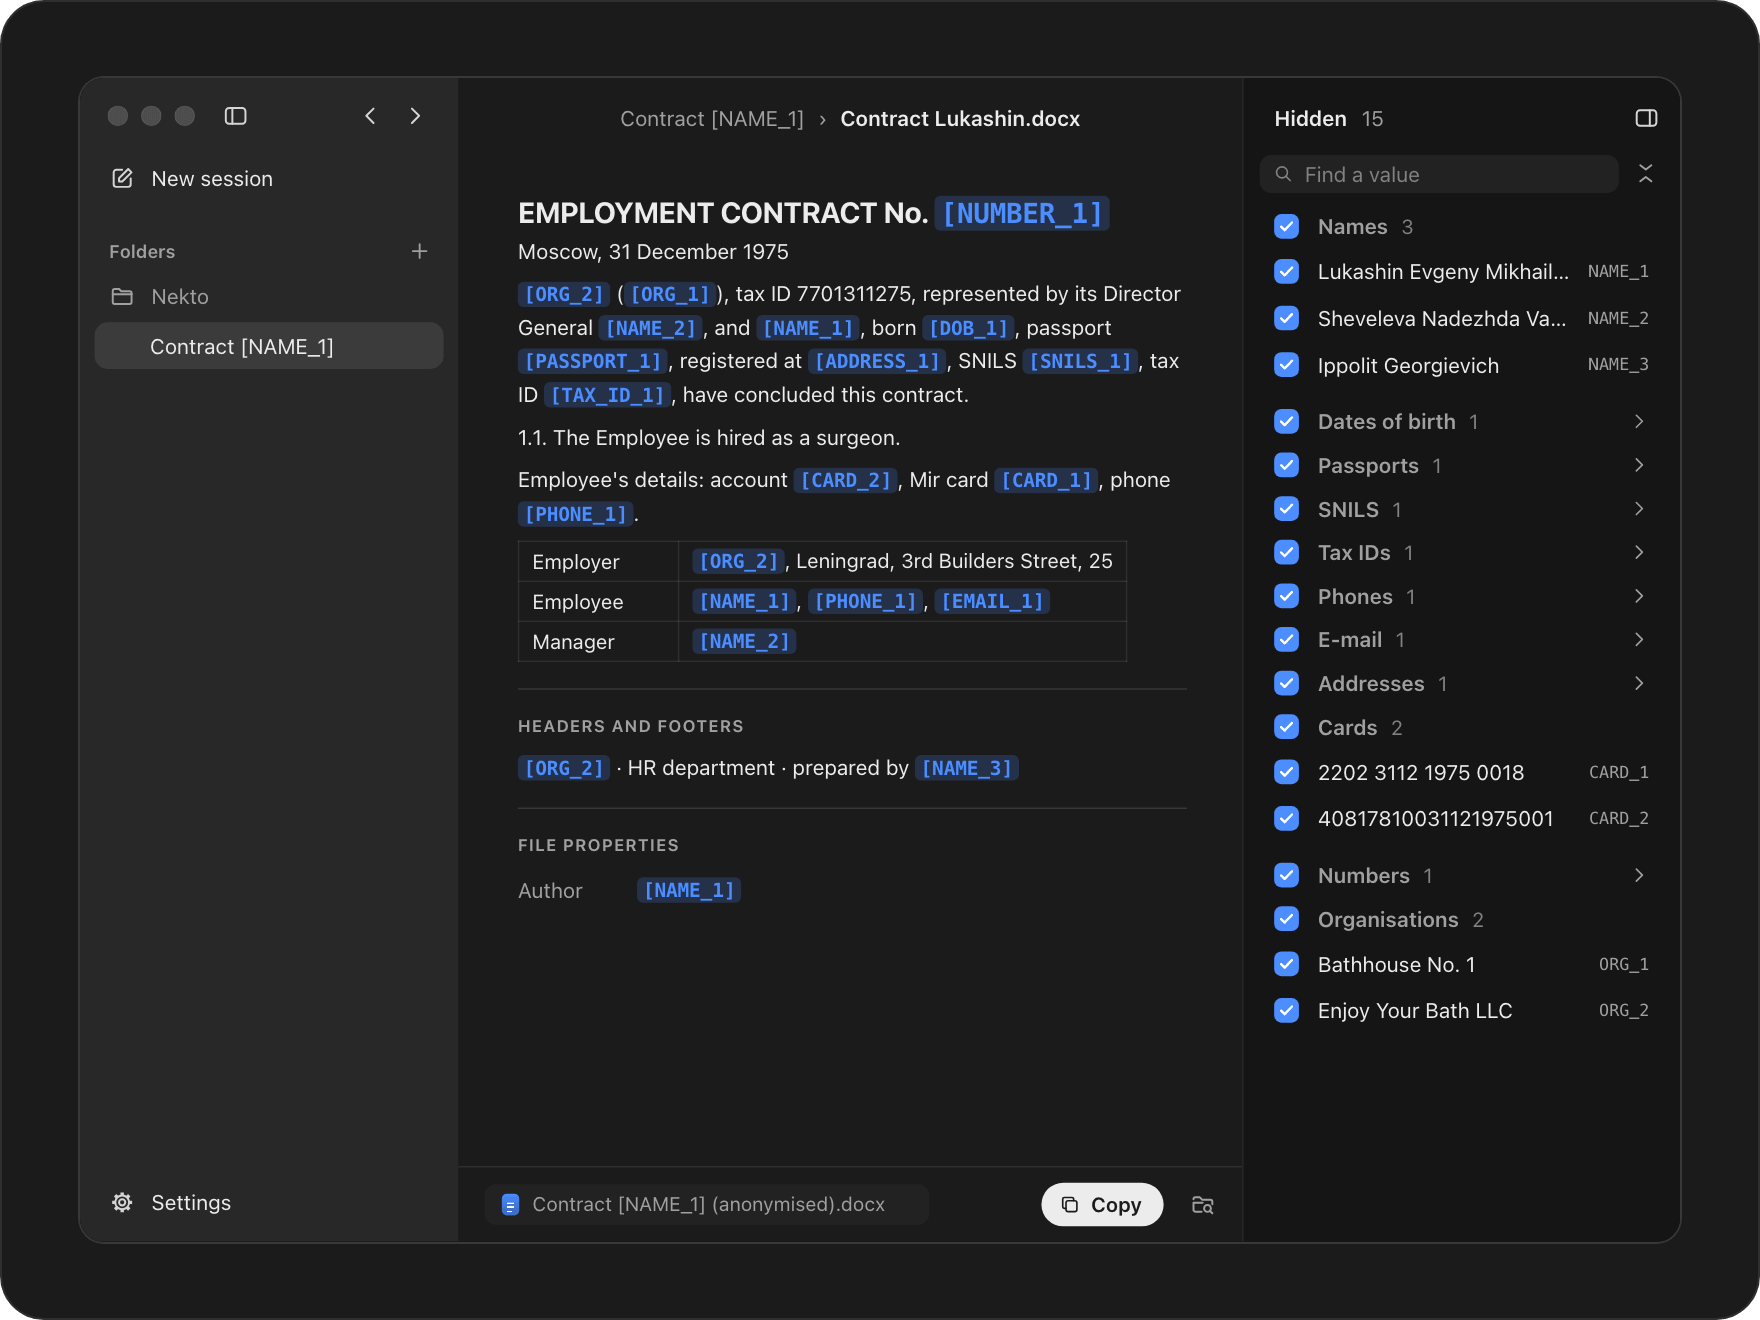 New session
Folders
Nekto
Contract [NAME_1]
Settings
Contract [NAME_1] › Contract Lukashin.docx
EMPLOYMENT CONTRACT No. [NUMBER_1]
Moscow, 31 December 1975
[ORG_2] ([ORG_1]), tax ID 7701311275, represented by its Director
General [NAME_2], and [NAME_1], born [DOB_1], passport
[PASSPORT_1], registered at [ADDRESS_1], SNILS [SNILS_1], tax
ID [TAX_ID_1], have concluded this contract.
1.1. The Employee is hired as a surgeon.
Employee's details: account [CARD_2], Mir card [CARD_1], phone
[PHONE_1].
Employer [ORG_2], Leningrad, 3rd Builders Street, 25
Employee [NAME_1], [PHONE_1], [EMAIL_1]
Manager [NAME_2]
HEADERS AND FOOTERS
[ORG_2] · HR department · prepared by [NAME_3]
FILE PROPERTIES
Author [NAME_1]
Contract [NAME_1] (anonymised).docx
Copy
Hidden 15
Find a value
Names 3
Lukashin Evgeny Mikhail... NAME_1
Sheveleva Nadezhda Va... NAME_2
Ippolit Georgievich NAME_3
Dates of birth 1
Passports 1
SNILS 1
Tax IDs 1
Phones 1
E-mail 1
Addresses 1
Cards 2
2202 3112 1975 0018 CARD_1
40817810031121975001 CARD_2
Numbers 1
Organisations 2
Bathhouse No. 1 ORG_1
Enjoy Your Bath LLC ORG_2